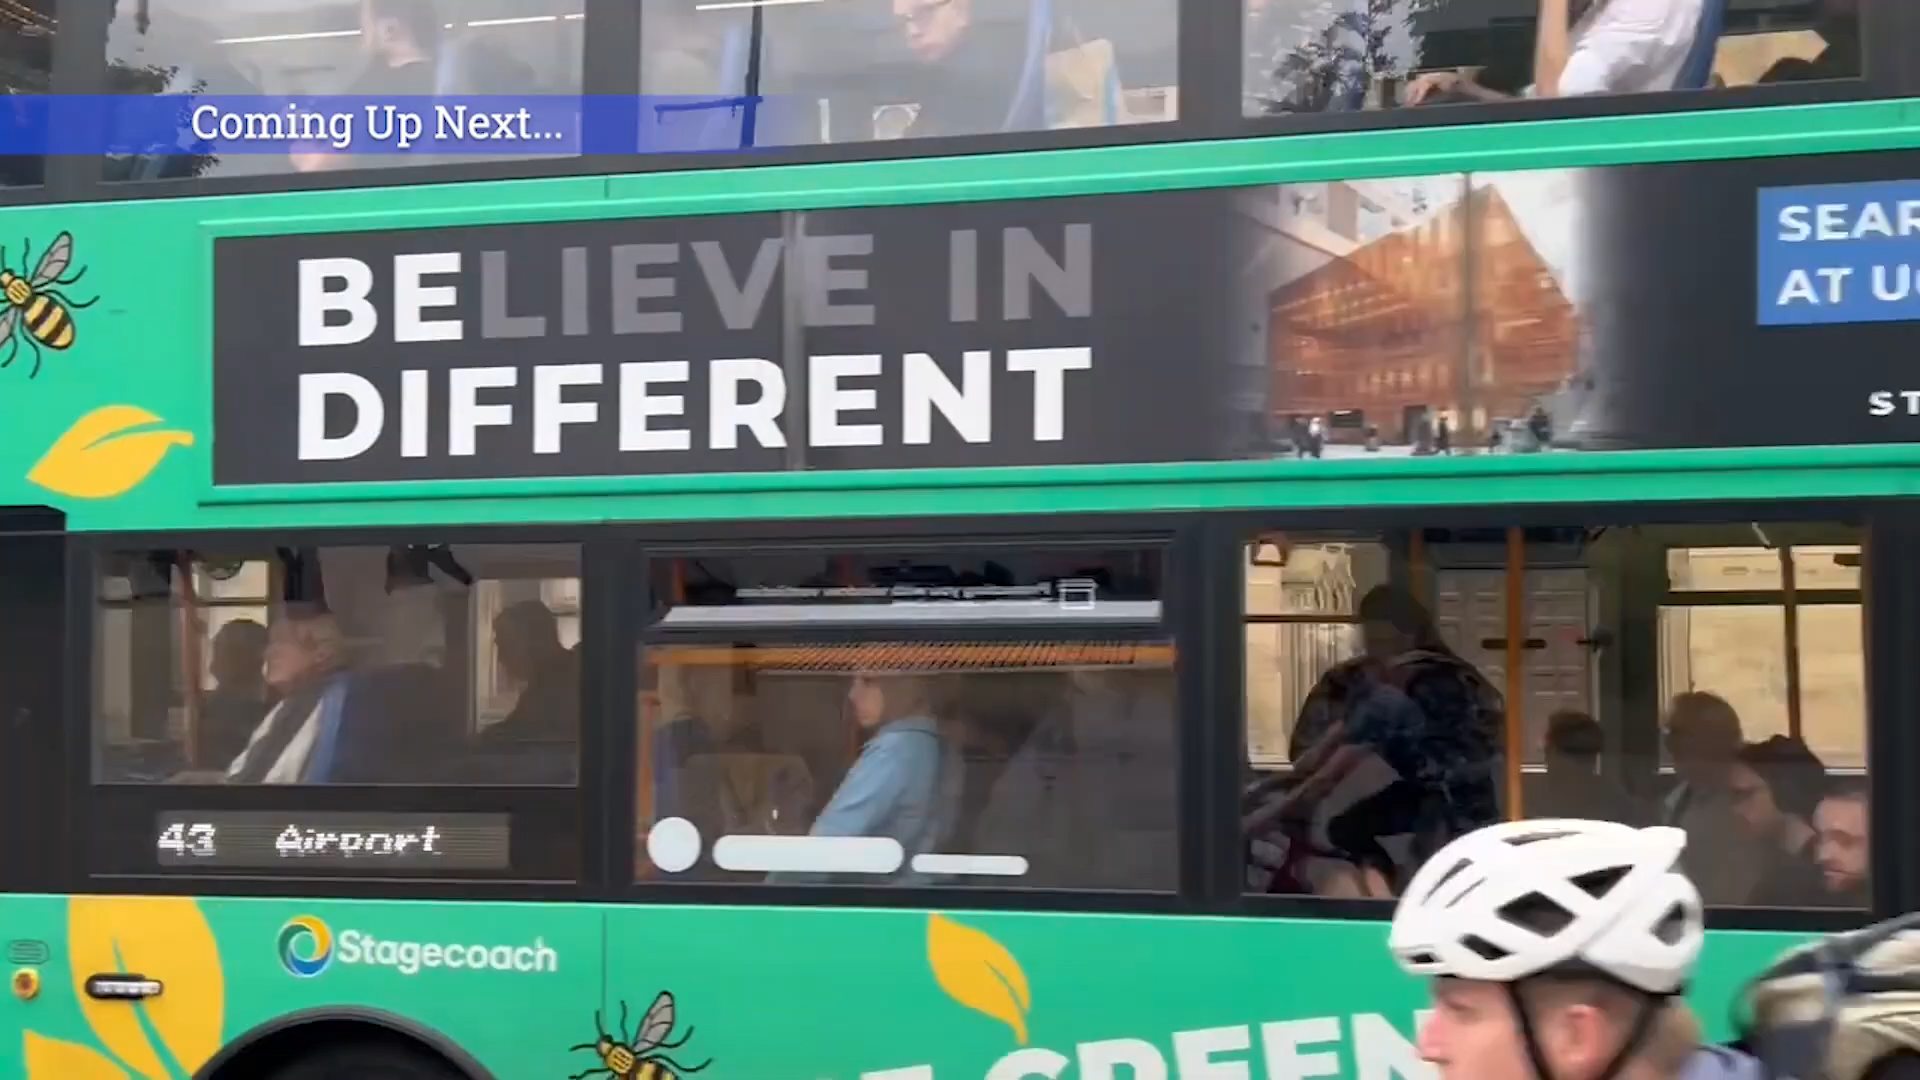 Coming Up Next...
BELIEVE IN
DIFFERENT
SEAR
AT U
ST
43 Airport
Stagecoach
GREEN